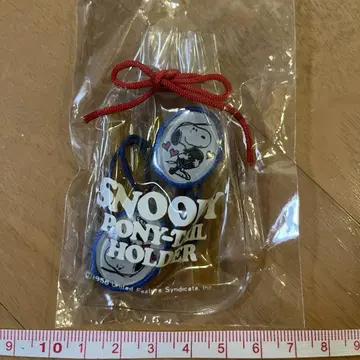 SNOOPY
PONY-TAIL
HOLDER
©1958 United Feature Syndicate, Inc.
9 10 1 2 3 4 5 6 7 8 9 10